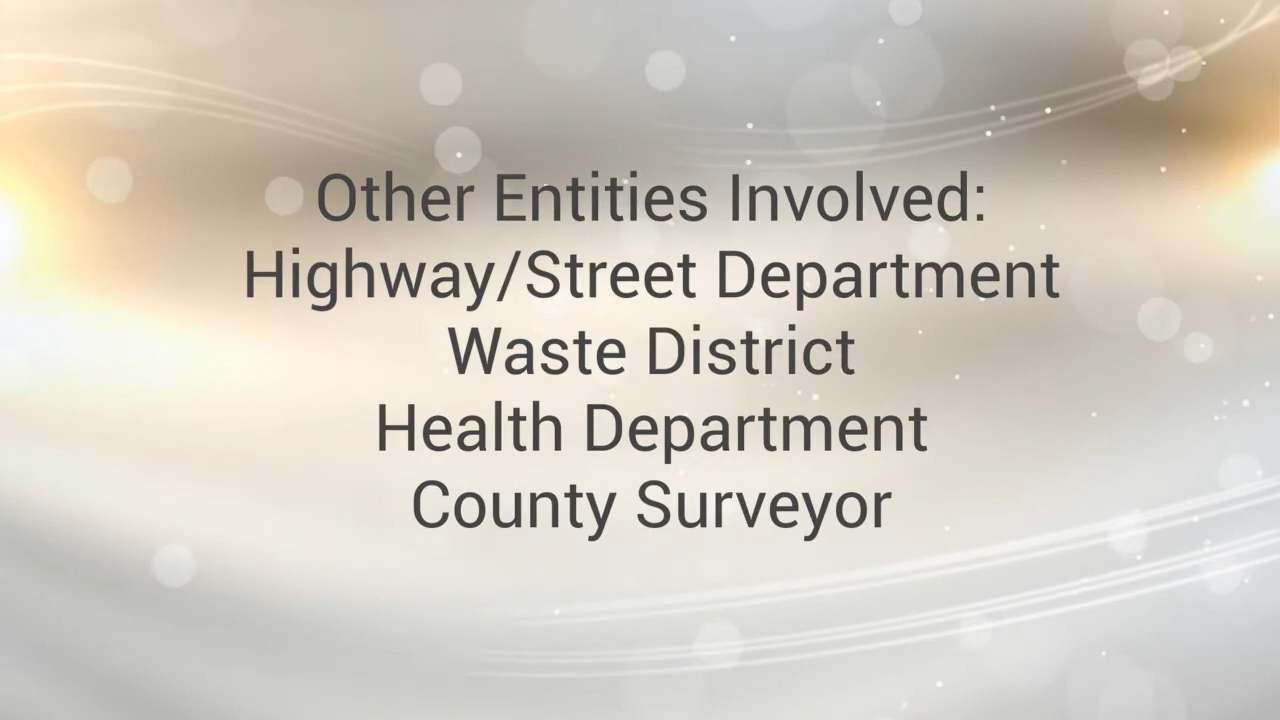 Other Entities Involved:
Highway/Street Department
Waste District
Health Department
County Surveyor